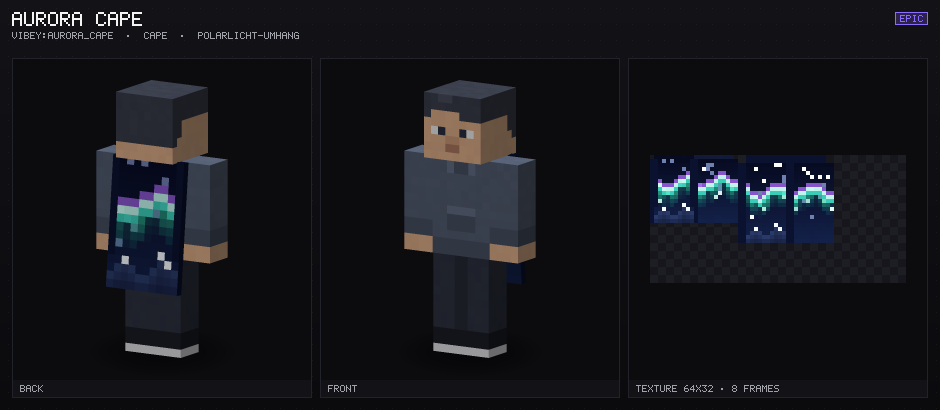 AURORA CAPE
EPIC
VIBEY:AURORA_CAPE • CAPE • POLARLICHT-UMHANG
BACK
FRONT
TEXTURE 64X32 • 8 FRAMES